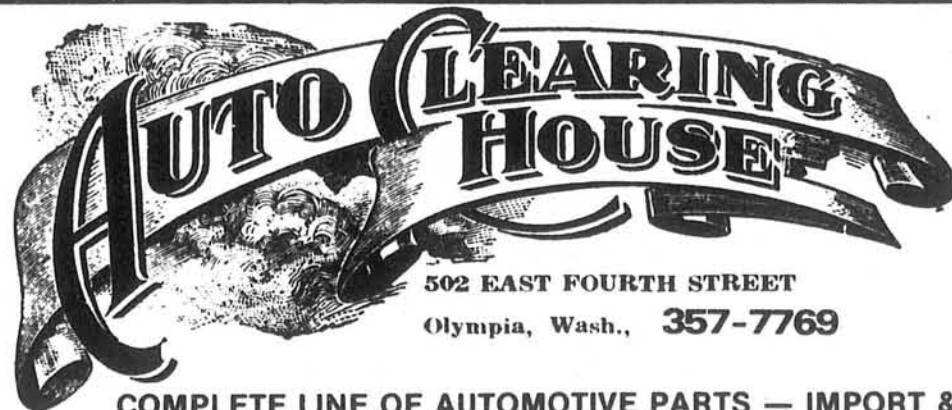 AUTO CLEARING
HOUSE
502 EAST FOURTH STREET
Olympia, Wash., 357-7769
COMPLETE LINE OF AUTOMOTIVE PARTS — IMPORT &